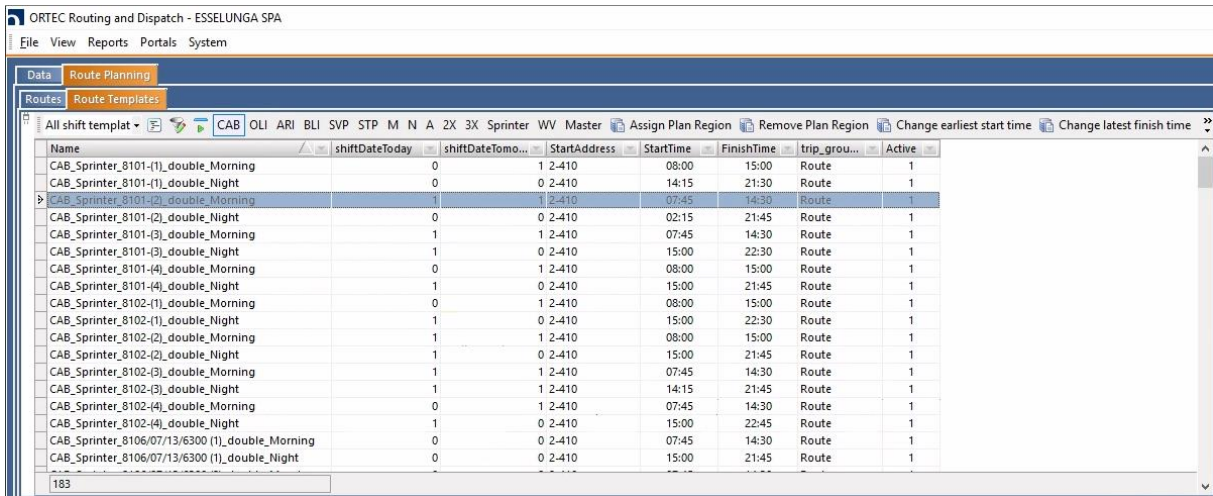 ORTEC Routing and Dispatch - ESSELUNGA SPA
File View Reports Portals System
Data Route Planning
Routes Route Templates
All shift templat CAB OLI ARI BLI SVP STP M N A 2X 3X Sprinter WV Master Assign Plan Region Remove Plan Region Change earliest start time Change latest finish time »
Name shiftDateToday shiftDateTomo... StartAddress StartTime FinishTime trip_grou... Active
CAB_Sprinter_8101-(1)_double_Morning 0 1 2-410 08:00 15:00 Route 1
CAB_Sprinter_8101-(1)_double_Night 0 0 2-410 14:15 21:30 Route 1
CAB_Sprinter_8101-(2)_double_Morning 1 1 2-410 07:45 14:30 Route 1
CAB_Sprinter_8101-(2)_double_Night 0 0 2-410 02:15 21:45 Route 1
CAB_Sprinter_8101-(3)_double_Morning 1 1 2-410 07:45 14:30 Route 1
CAB_Sprinter_8101-(3)_double_Night 1 0 2-410 15:00 22:30 Route 1
CAB_Sprinter_8101-(4)_double_Morning 0 1 2-410 08:00 15:00 Route 1
CAB_Sprinter_8101-(4)_double_Night 1 0 2-410 15:00 21:45 Route 1
CAB_Sprinter_8102-(1)_double_Morning 0 1 2-410 08:00 15:00 Route 1
CAB_Sprinter_8102-(1)_double_Night 1 0 2-410 15:00 22:30 Route 1
CAB_Sprinter_8102-(2)_double_Morning 1 1 2-410 08:00 15:00 Route 1
CAB_Sprinter_8102-(2)_double_Night 1 0 2-410 15:00 21:45 Route 1
CAB_Sprinter_8102-(3)_double_Morning 1 1 2-410 07:45 14:30 Route 1
CAB_Sprinter_8102-(3)_double_Night 1 1 2-410 14:15 21:45 Route 1
CAB_Sprinter_8102-(4)_double_Morning 0 1 2-410 07:45 14:30 Route 1
CAB_Sprinter_8102-(4)_double_Night 1 0 2-410 15:00 22:45 Route 1
CAB_Sprinter_8106/07/13/6300 (1)_double_Morning 0 0 2-410 07:45 14:30 Route 1
CAB_Sprinter_8106/07/13/6300 (1)_double_Night 0 0 2-410 15:00 21:45 Route 1
183